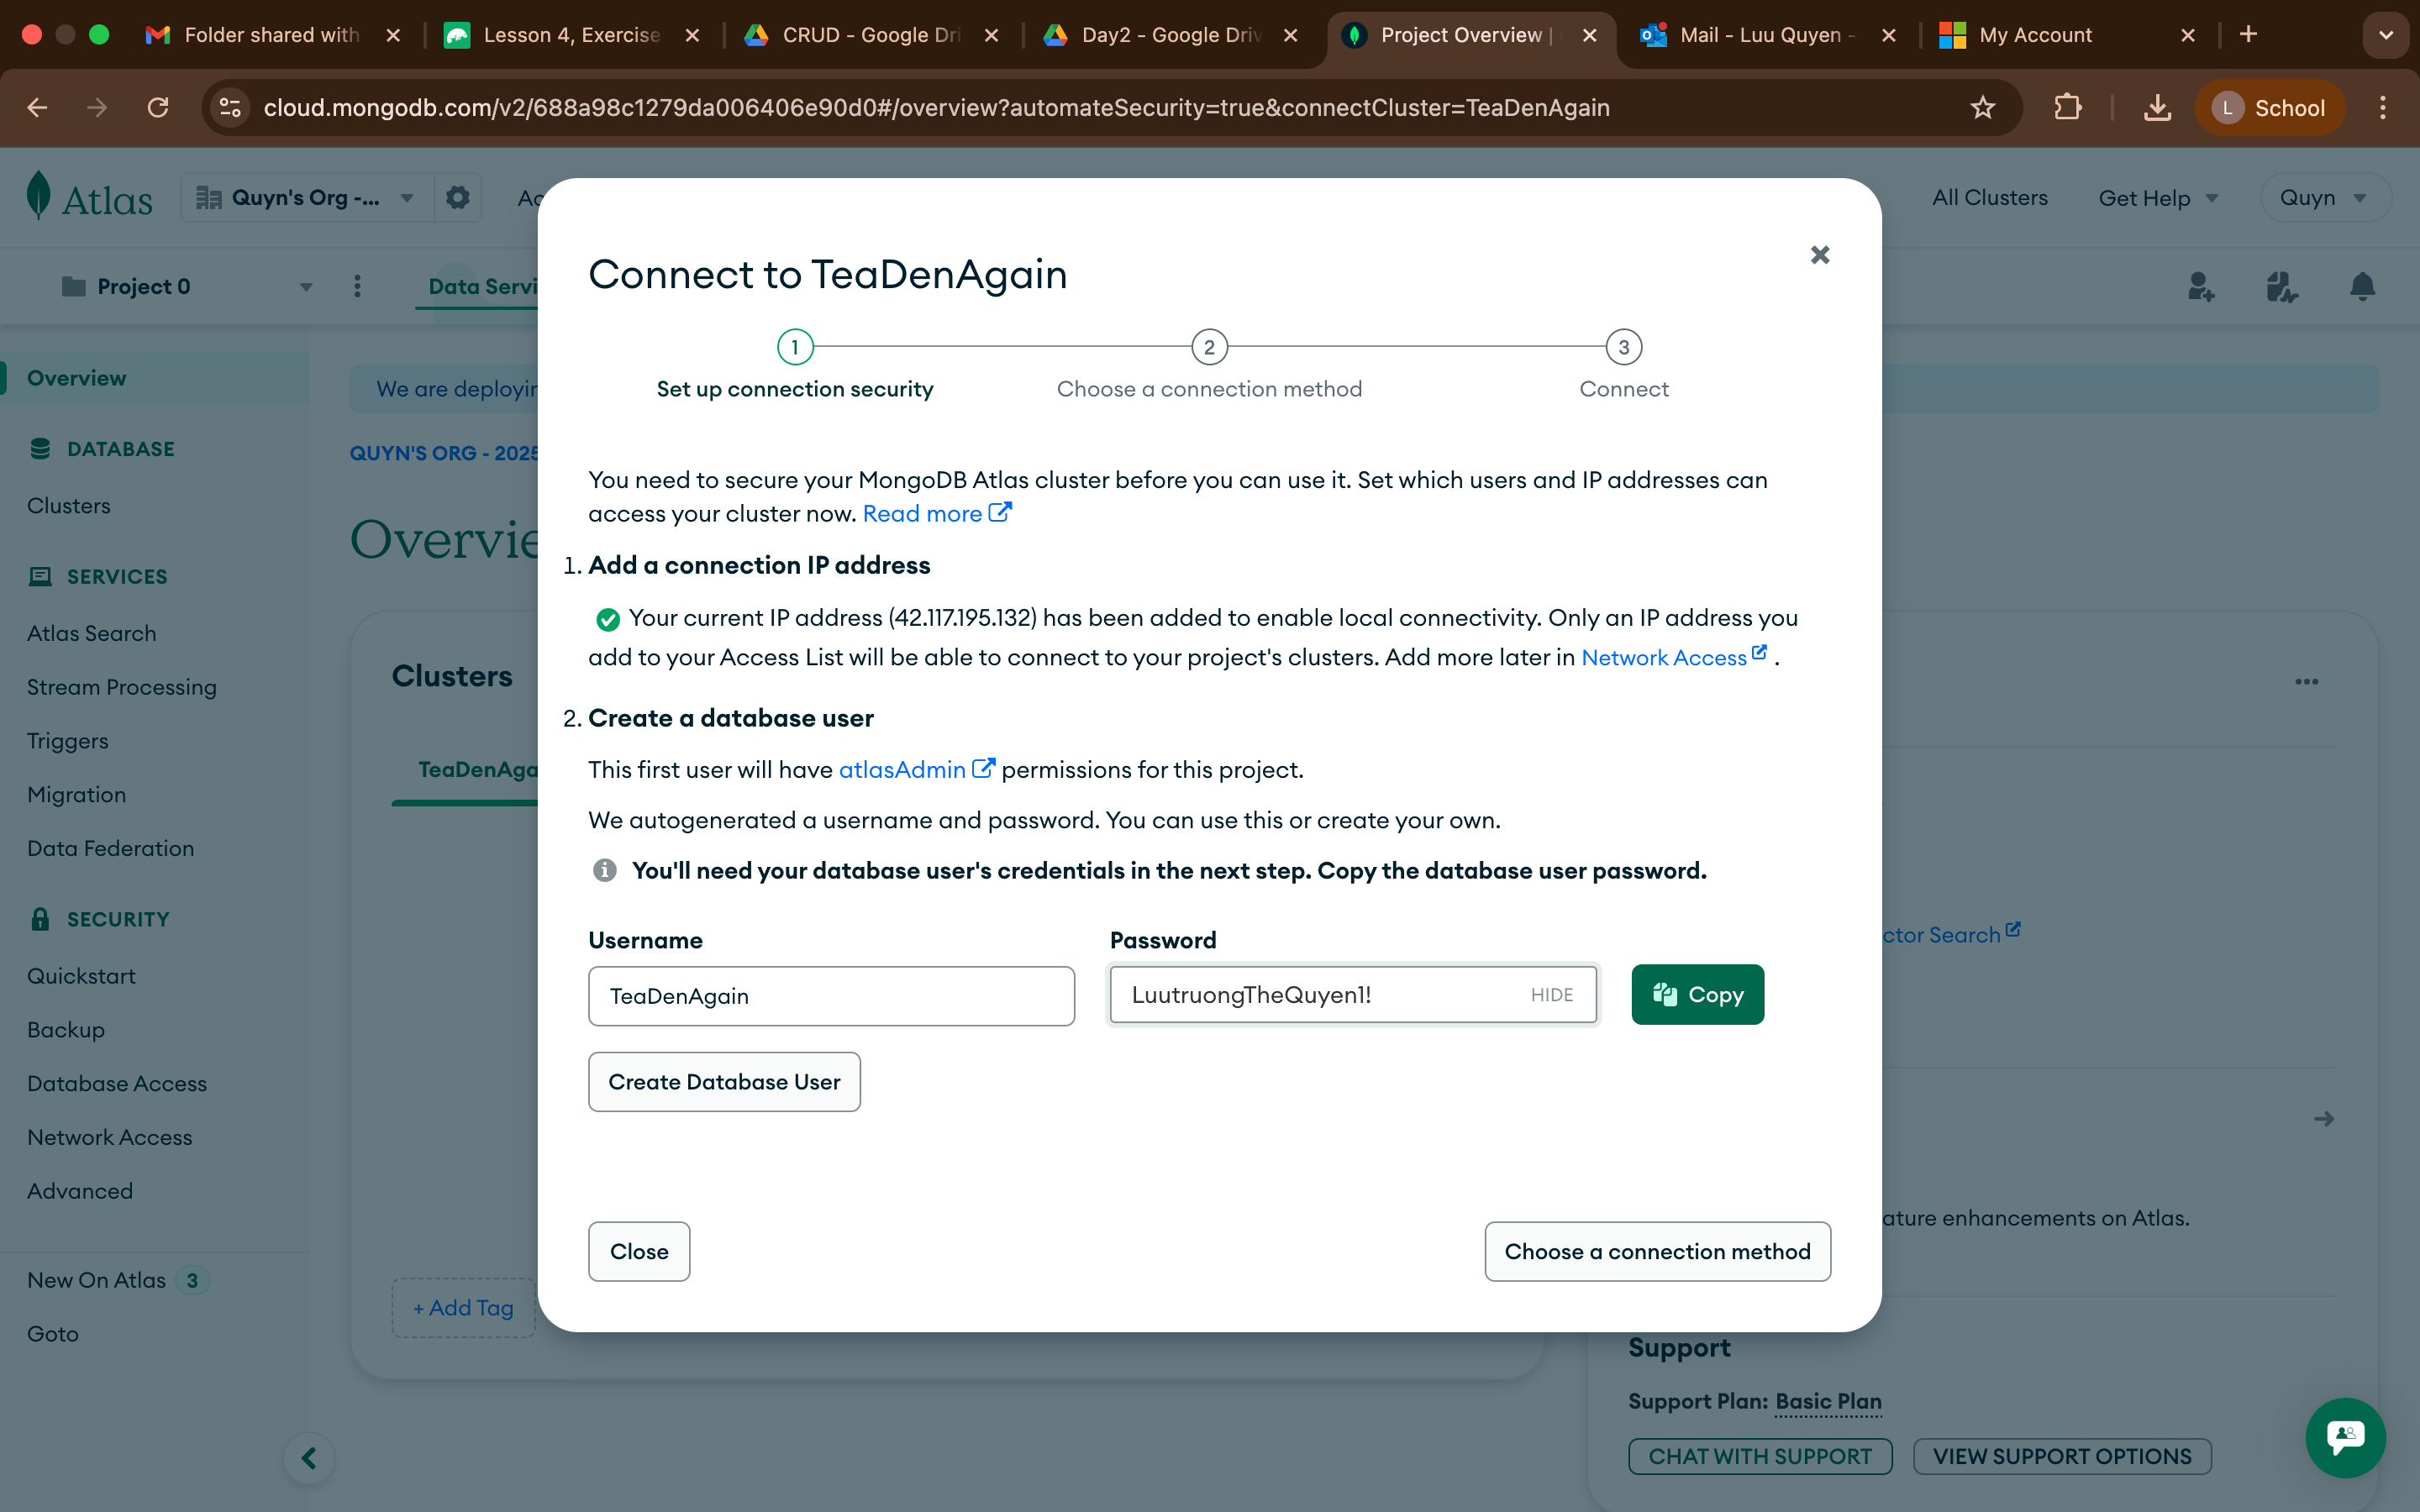 Folder shared with
Lesson 4, Exercise
CRUD - Google Dri
Day2 - Google Driv
Project Overview |
Mail - Luu Quyen -
My Account
cloud.mongodb.com/v2/688a98c1279da006406e90d0#/overview?automateSecurity=true&connectCluster=TeaDenAgain
L School
Atlas
Quyn's Org -...
Ac
All Clusters
Get Help
Quyn
Project 0
Data Servi
Overview
DATABASE
Clusters
SERVICES
Atlas Search
Stream Processing
Triggers
Migration
Data Federation
SECURITY
Quickstart
Backup
Database Access
Network Access
Advanced
New On Atlas 3
Goto
We are deployin
QUYN'S ORG - 2025
Overvie
Clusters
TeaDenAga
+ Add Tag
Connect to TeaDenAgain
1
2
3
Set up connection security
Choose a connection method
Connect
You need to secure your MongoDB Atlas cluster before you can use it. Set which users and IP addresses can
access your cluster now. Read more
1. Add a connection IP address
Your current IP address (42.117.195.132) has been added to enable local connectivity. Only an IP address you
add to your Access List will be able to connect to your project's clusters. Add more later in Network Access .
2. Create a database user
This first user will have atlasAdmin permissions for this project.
We autogenerated a username and password. You can use this or create your own.
You'll need your database user's credentials in the next step. Copy the database user password.
Username
Password
TeaDenAgain
LuutruongTheQuyen1!
HIDE
Copy
Create Database User
Close
Choose a connection method
ctor Search
ature enhancements on Atlas.
Support
Support Plan: Basic Plan
CHAT WITH SUPPORT
VIEW SUPPORT OPTIONS